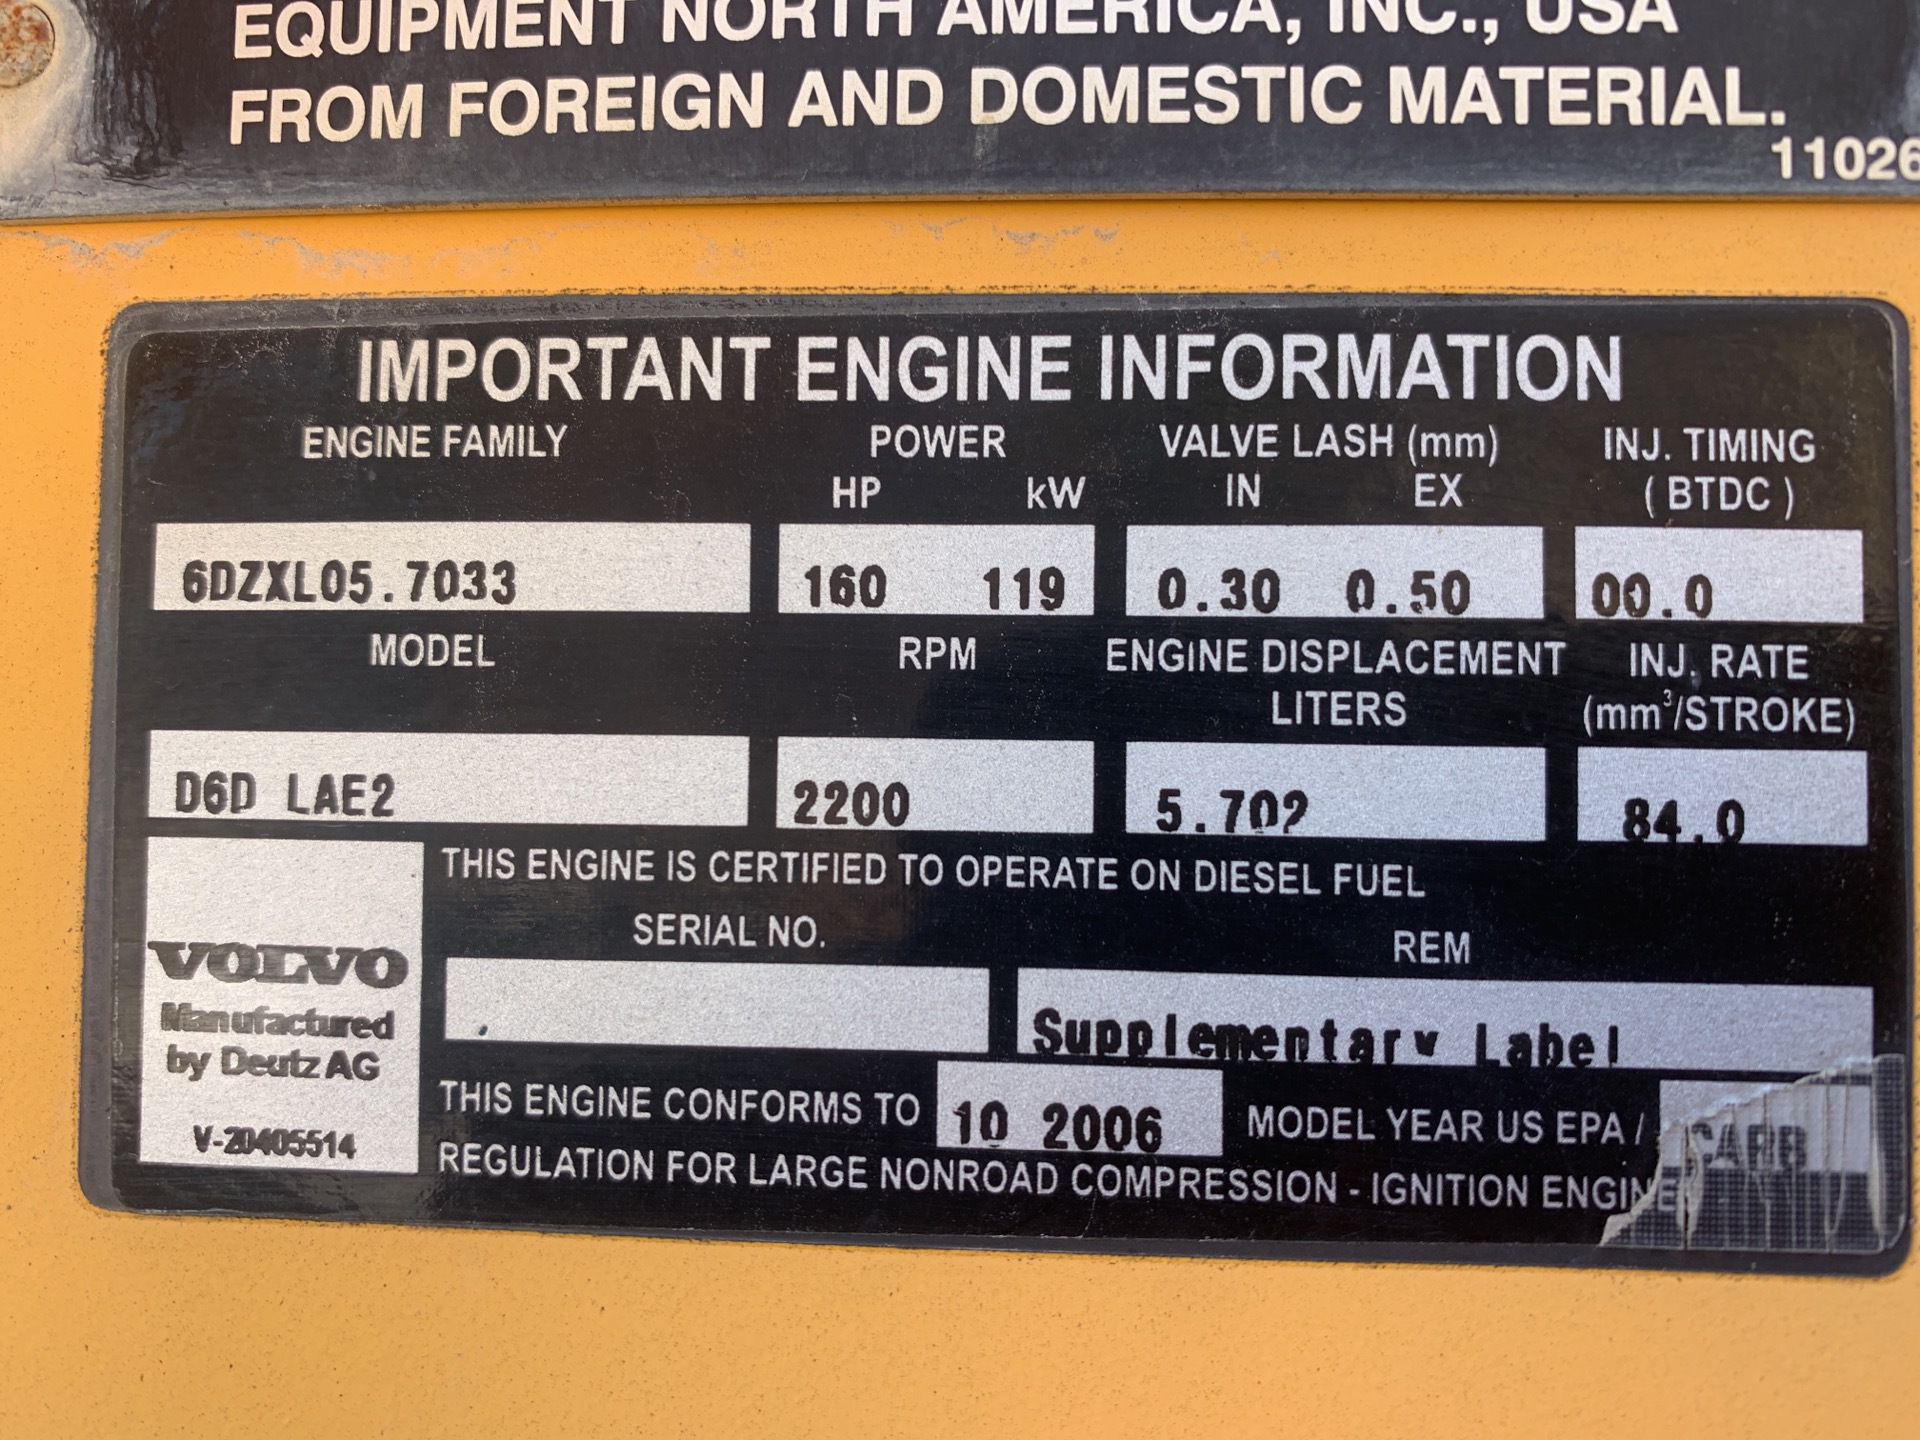 EQUIPMENT NORTH AMERICA, INC., USA
FROM FOREIGN AND DOMESTIC MATERIAL.
11026
IMPORTANT ENGINE INFORMATION
ENGINE FAMILY POWER VALVE LASH (mm) INJ. TIMING
HP kW IN EX ( BTDC )
6DZXL05.7033 160 119 0.30 0.50 00.0
MODEL RPM ENGINE DISPLACEMENT INJ. RATE
LITERS (mm³/STROKE)
D6D LAE2 2200 5.702 84.0
THIS ENGINE IS CERTIFIED TO OPERATE ON DIESEL FUEL
SERIAL NO. REM
VOLVO
Manufactured
by Deutz AG
V-20405514
Supplementary Label
THIS ENGINE CONFORMS TO 10 2006 MODEL YEAR US EPA / CARB
REGULATION FOR LARGE NONROAD COMPRESSION - IGNITION ENGINE